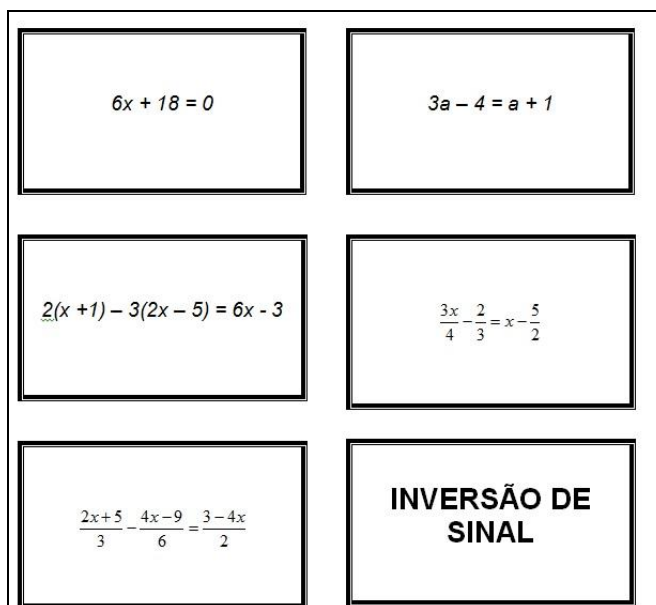 6x + 18 = 0
3a – 4 = a + 1
2(x +1) – 3(2x – 5) = 6x - 3
3x/4 − 2/3 = x − 5/2
2x+5/3 − 4x−9/6 = 3−4x/2
INVERSÃO DE
SINAL